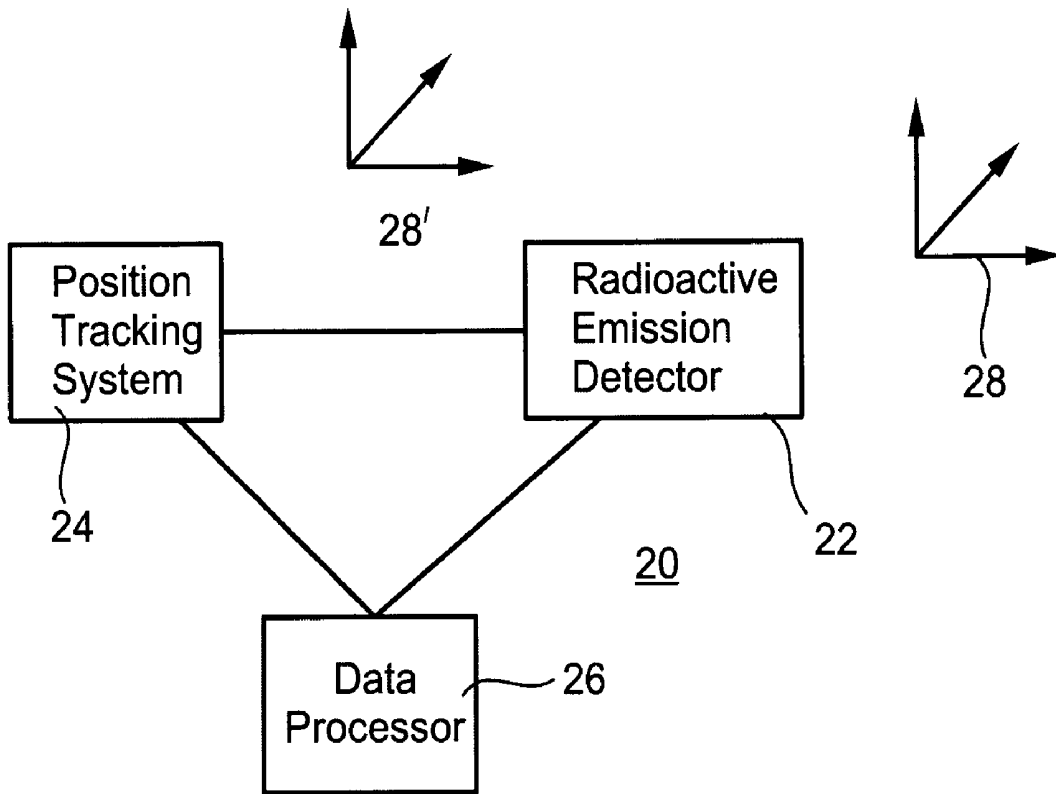 28′
Position
Tracking
System
Radioactive
Emission
Detector
28
24
22
20
Data
Processor
26